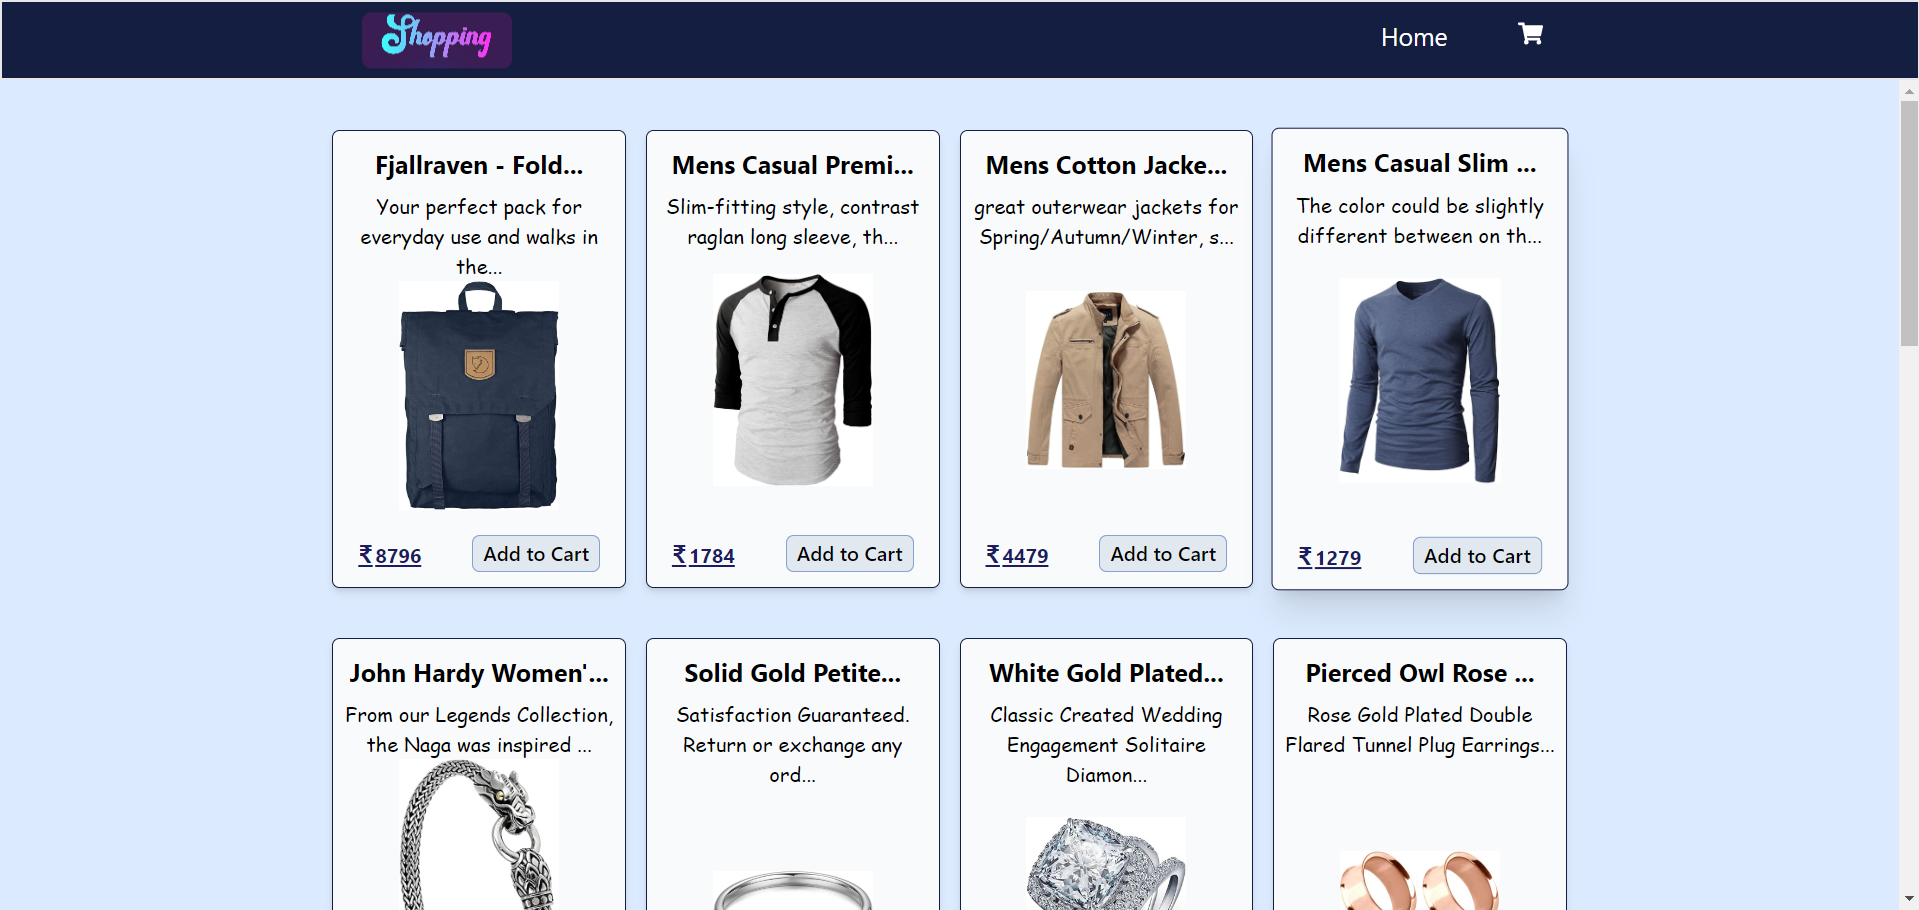 Shopping
Home
Fjallraven - Fold...
Your perfect pack for
everyday use and walks in
the...
₹8796
Add to Cart
Mens Casual Premi...
Slim-fitting style, contrast
raglan long sleeve, th...
₹1784
Add to Cart
Mens Cotton Jacke...
great outerwear jackets for
Spring/Autumn/Winter, s...
₹4479
Add to Cart
Mens Casual Slim ...
The color could be slightly
different between on th...
₹1279
Add to Cart
John Hardy Women'...
From our Legends Collection,
the Naga was inspired ...
Solid Gold Petite...
Satisfaction Guaranteed.
Return or exchange any
ord...
White Gold Plated...
Classic Created Wedding
Engagement Solitaire
Diamon...
Pierced Owl Rose ...
Rose Gold Plated Double
Flared Tunnel Plug Earrings...